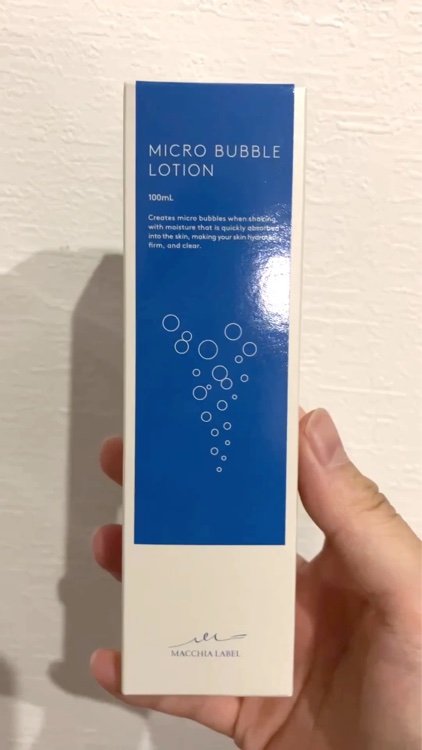 MICRO BUBBLE
LOTION
100mL
Creates micro bubbles when shaking,
with moisture that is quickly absorbed
into the skin, making your skin hydrated,
firm, and clear.
MACCHIA LABEL